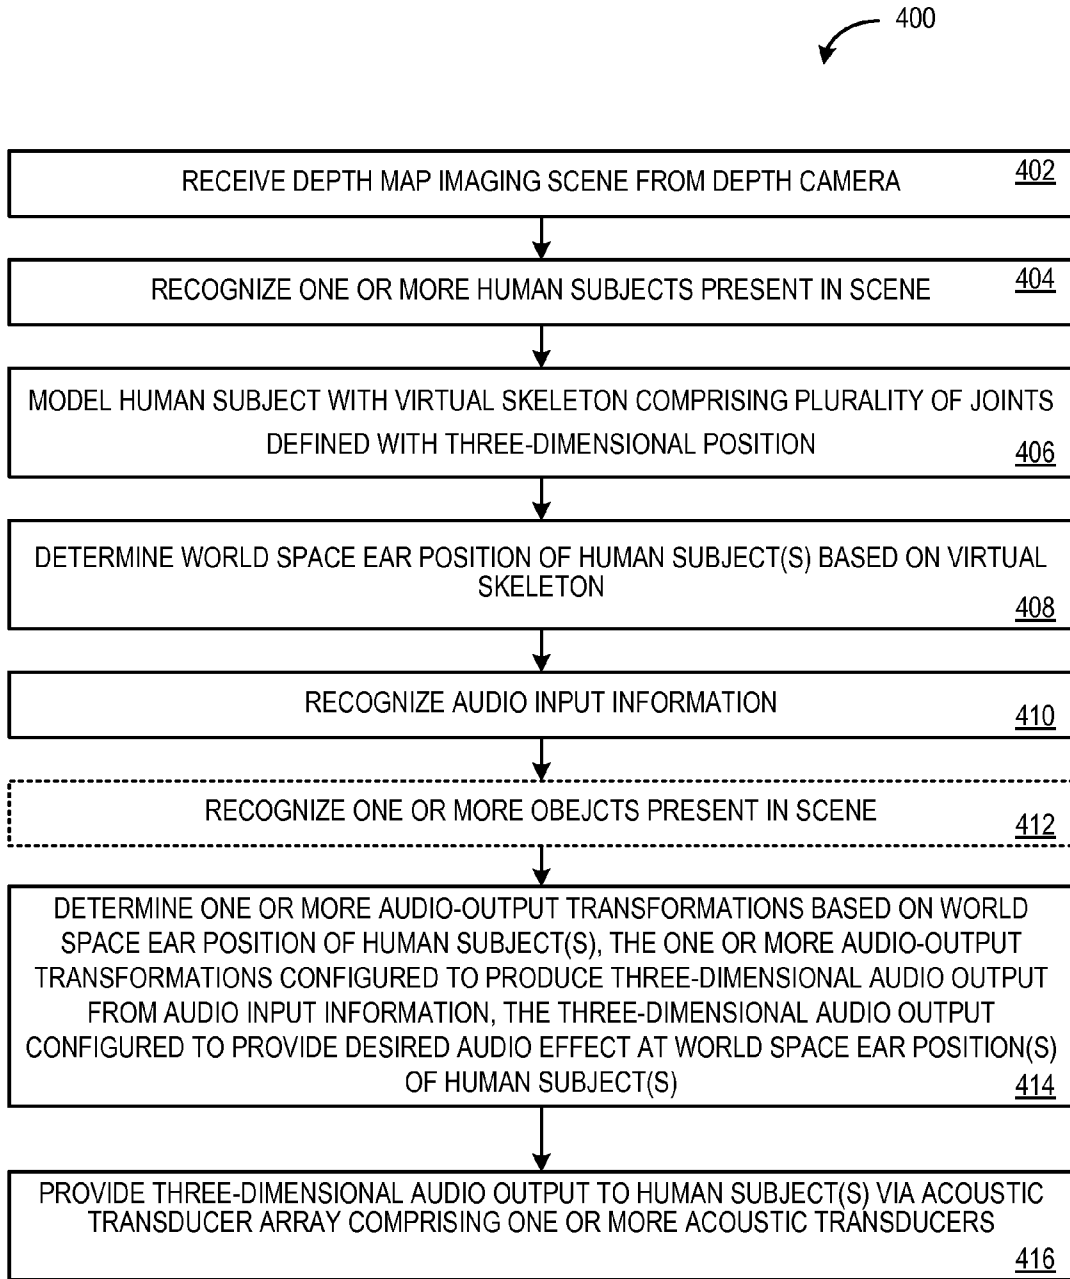 400
RECEIVE DEPTH MAP IMAGING SCENE FROM DEPTH CAMERA
402
RECOGNIZE ONE OR MORE HUMAN SUBJECTS PRESENT IN SCENE
404
MODEL HUMAN SUBJECT WITH VIRTUAL SKELETON COMPRISING PLURALITY OF JOINTS
DEFINED WITH THREE-DIMENSIONAL POSITION
406
DETERMINE WORLD SPACE EAR POSITION OF HUMAN SUBJECT(S) BASED ON VIRTUAL
SKELETON
408
RECOGNIZE AUDIO INPUT INFORMATION
410
RECOGNIZE ONE OR MORE OBEJCTS PRESENT IN SCENE
412
DETERMINE ONE OR MORE AUDIO-OUTPUT TRANSFORMATIONS BASED ON WORLD
SPACE EAR POSITION OF HUMAN SUBJECT(S), THE ONE OR MORE AUDIO-OUTPUT
TRANSFORMATIONS CONFIGURED TO PRODUCE THREE-DIMENSIONAL AUDIO OUTPUT
FROM AUDIO INPUT INFORMATION, THE THREE-DIMENSIONAL AUDIO OUTPUT
CONFIGURED TO PROVIDE DESIRED AUDIO EFFECT AT WORLD SPACE EAR POSITION(S)
OF HUMAN SUBJECT(S)
414
PROVIDE THREE-DIMENSIONAL AUDIO OUTPUT TO HUMAN SUBJECT(S) VIA ACOUSTIC
TRANSDUCER ARRAY COMPRISING ONE OR MORE ACOUSTIC TRANSDUCERS
416